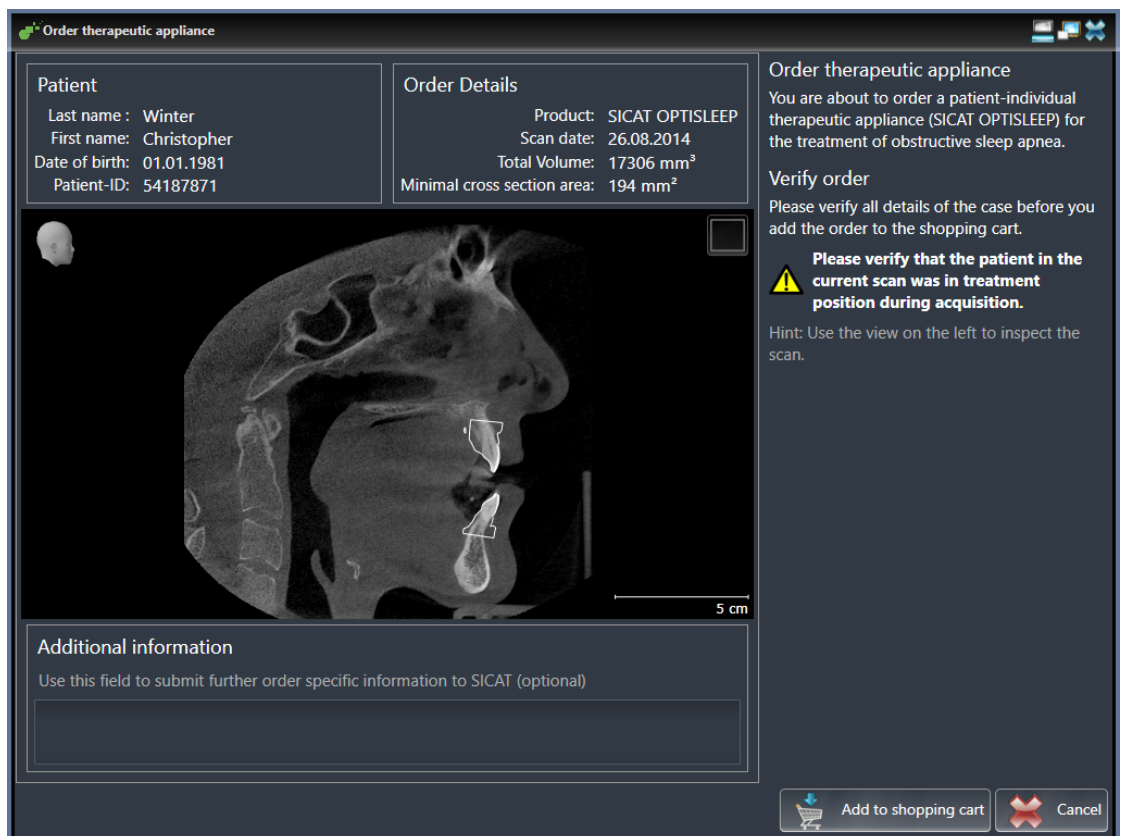 Order therapeutic appliance
Patient
Last name : Winter
First name: Christopher
Date of birth: 01.01.1981
Patient-ID: 54187871
Order Details
Product: SICAT OPTISLEEP
Scan date: 26.08.2014
Total Volume: 17306 mm³
Minimal cross section area: 194 mm²
5 cm
Additional information
Use this field to submit further order specific information to SICAT (optional)
Order therapeutic appliance
You are about to order a patient-individual
therapeutic appliance (SICAT OPTISLEEP) for
the treatment of obstructive sleep apnea.
Verify order
Please verify all details of the case before you
add the order to the shopping cart.
Please verify that the patient in the
current scan was in treatment
position during acquisition.
Hint: Use the view on the left to inspect the
scan.
Add to shopping cart
Cancel